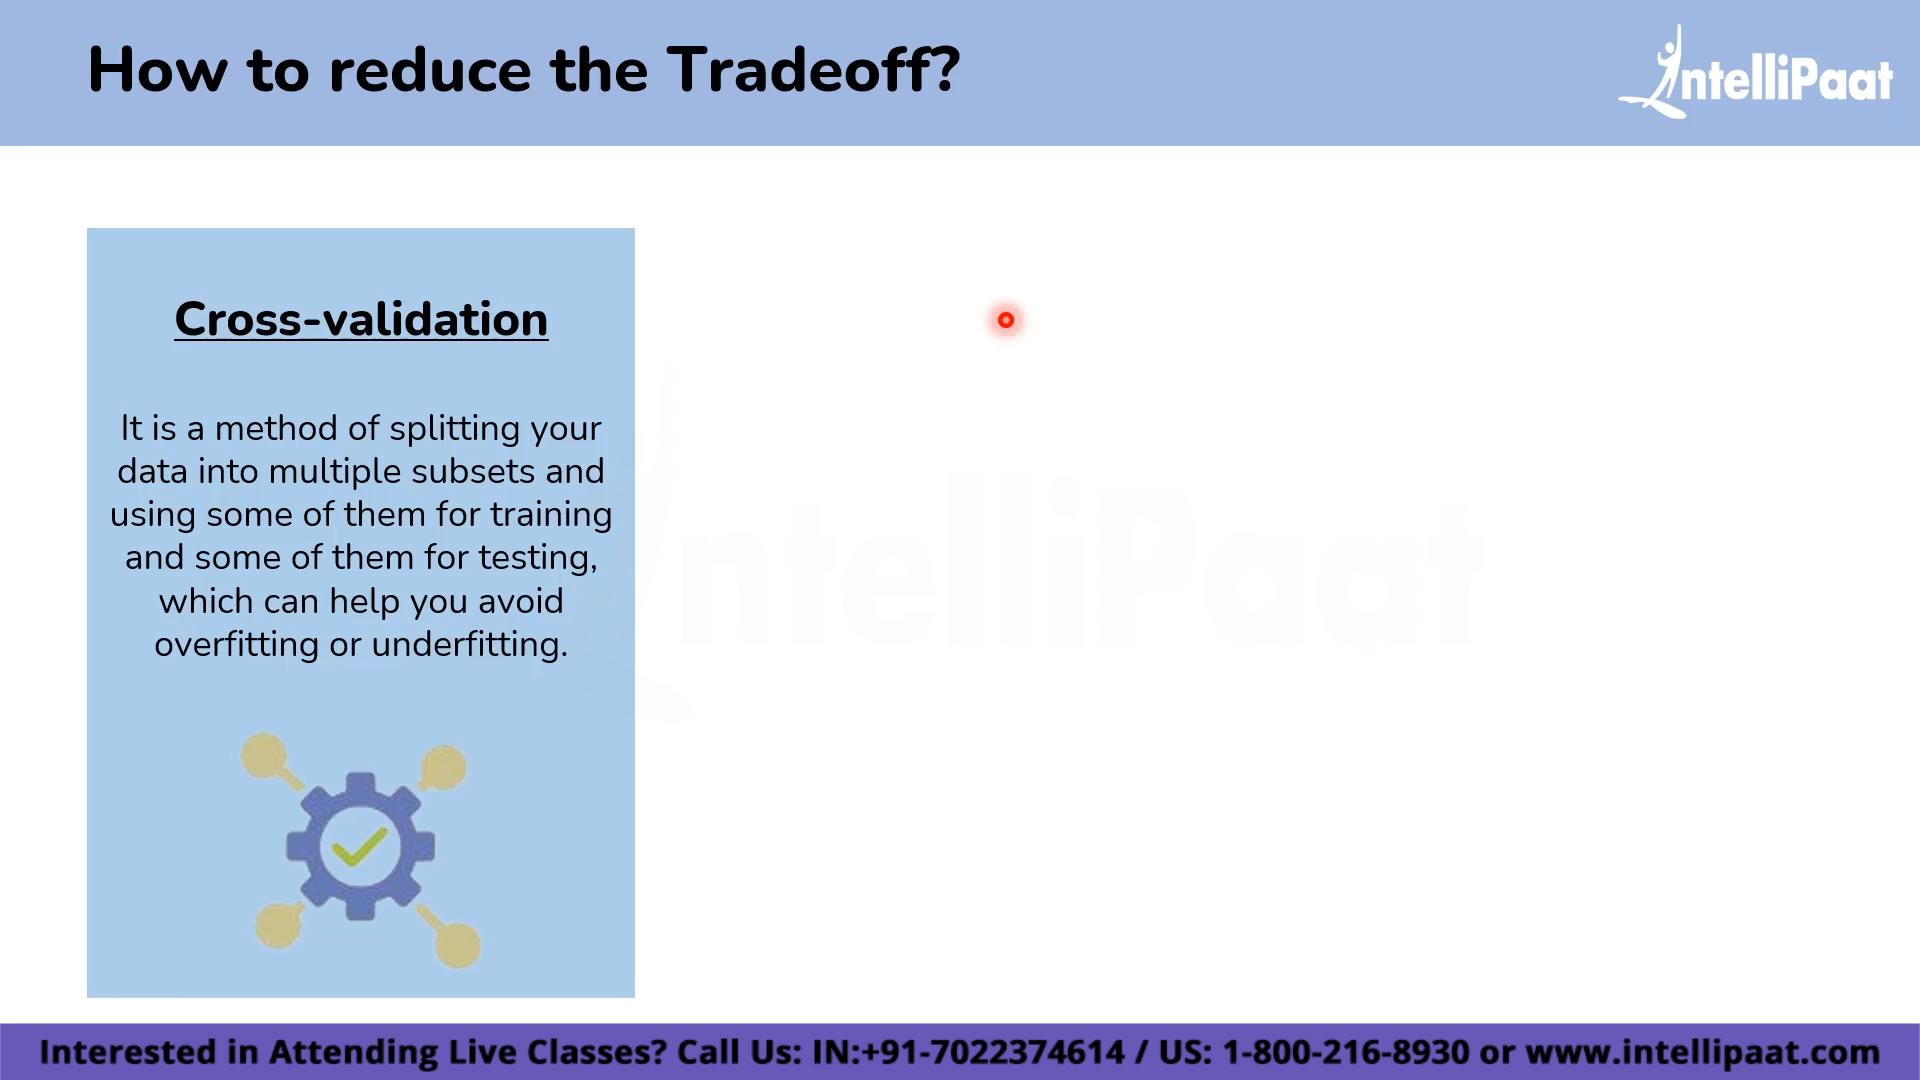 How to reduce the Tradeoff?
IntelliPaat
Cross-validation
It is a method of splitting your
data into multiple subsets and
using some of them for training
and some of them for testing,
which can help you avoid
overfitting or underfitting.
IntelliPaat
Interested in Attending Live Classes? Call Us: IN:+91-7022374614 / US: 1-800-216-8930 or www.intellipaat.com